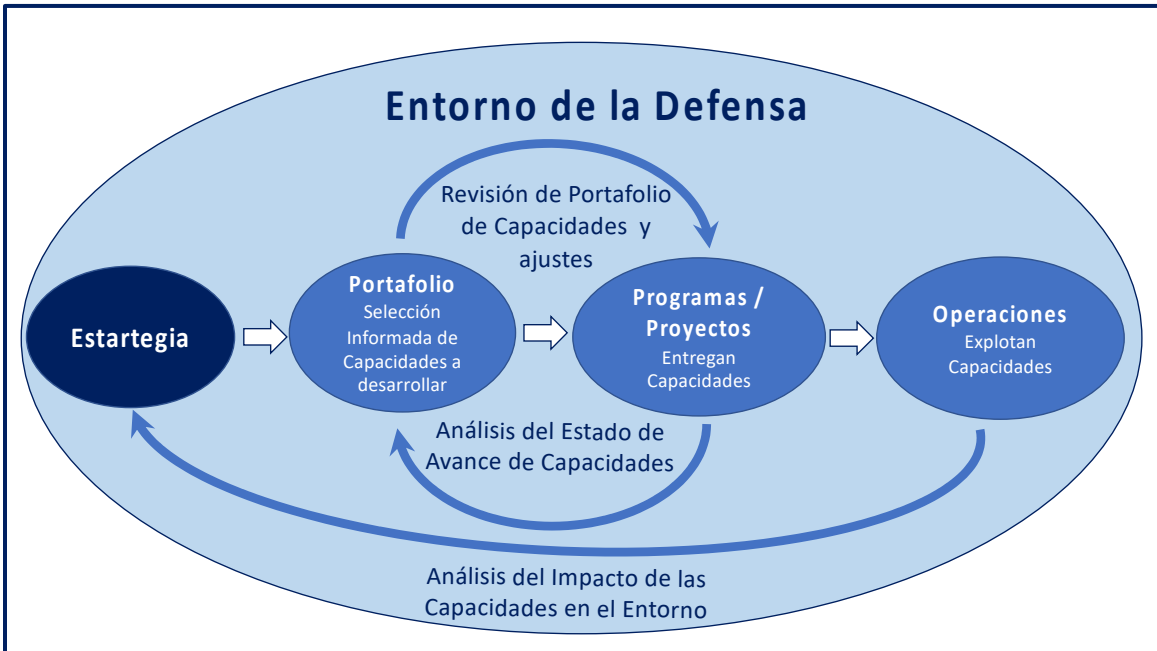 Entorno de la Defensa
Revisión de Portafolio
de Capacidades y
ajustes
Estartegia
Portafolio
Selección
Informada de
Capacidades a
desarrollar
Programas /
Proyectos
Entregan
Capacidades
Operaciones
Explotan
Capacidades
Análisis del Estado de
Avance de Capacidades
Análisis del Impacto de las
Capacidades en el Entorno